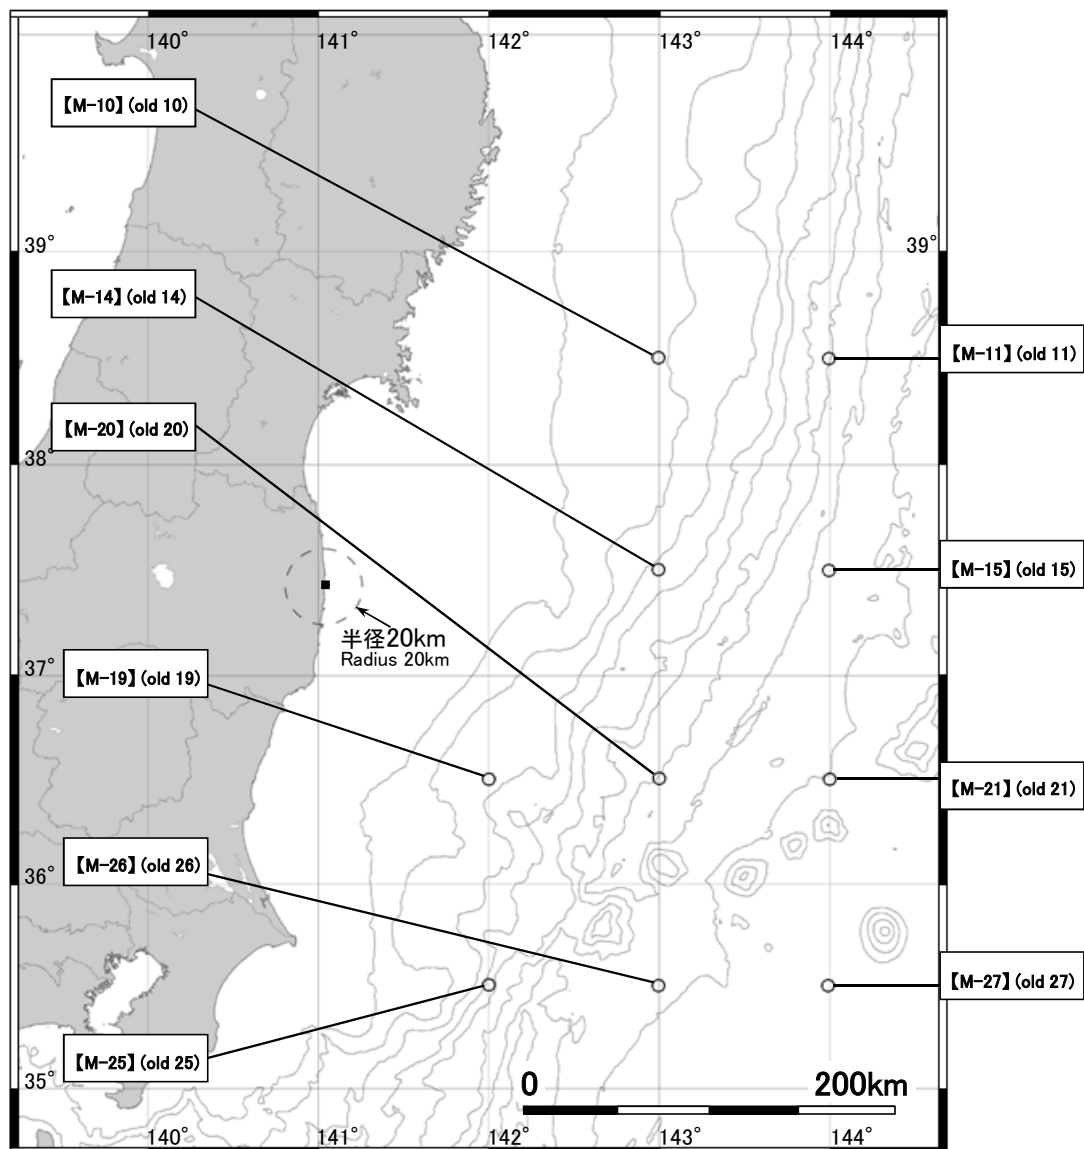 140°
141°
142°
143°
144°
【M-10】(old 10)
39°
39°
【M-14】(old 14)
【M-11】(old 11)
【M-20】(old 20)
38°
【M-15】(old 15)
半径20km
Radius 20km
37°
【M-19】(old 19)
【M-21】(old 21)
【M-26】(old 26)
36°
【M-27】(old 27)
【M-25】(old 25)
35°
0
200km
140°
141°
142°
143°
144°